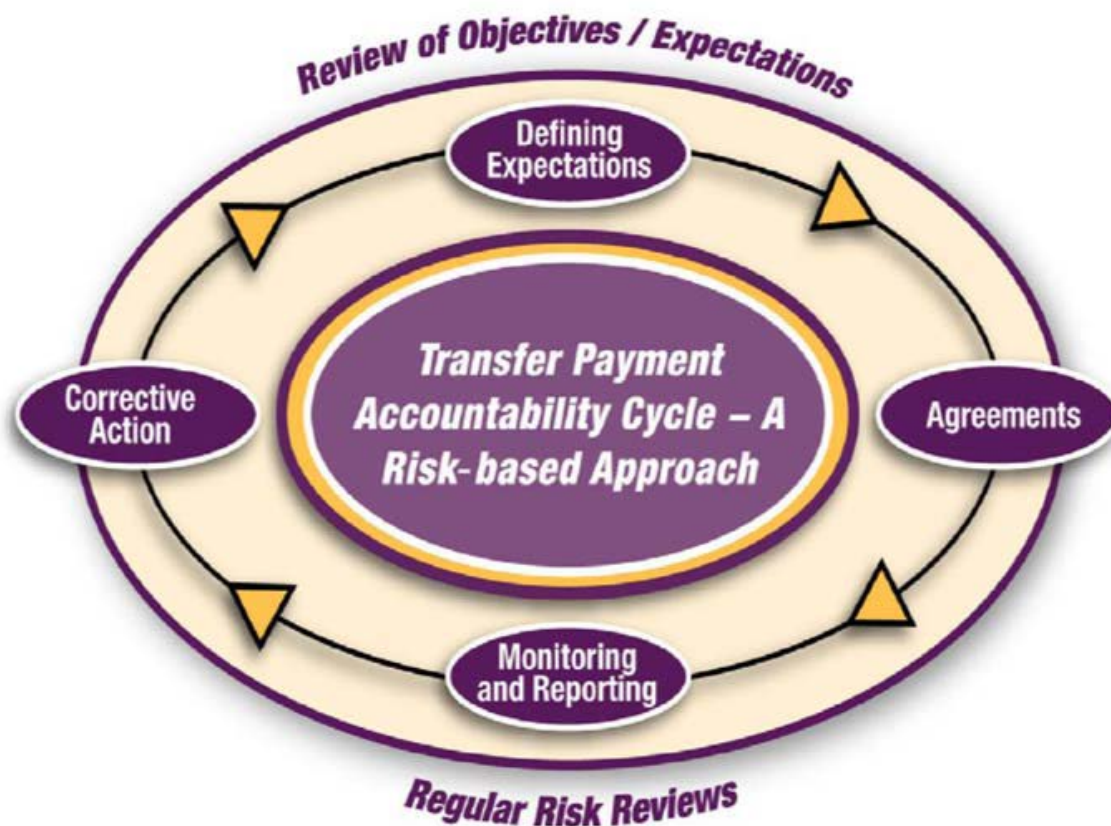 Review of Objectives / Expectations
Defining
Expectations
Transfer Payment
Accountability Cycle – A
Risk-based Approach
Corrective
Action
Agreements
Monitoring
and Reporting
Regular Risk Reviews